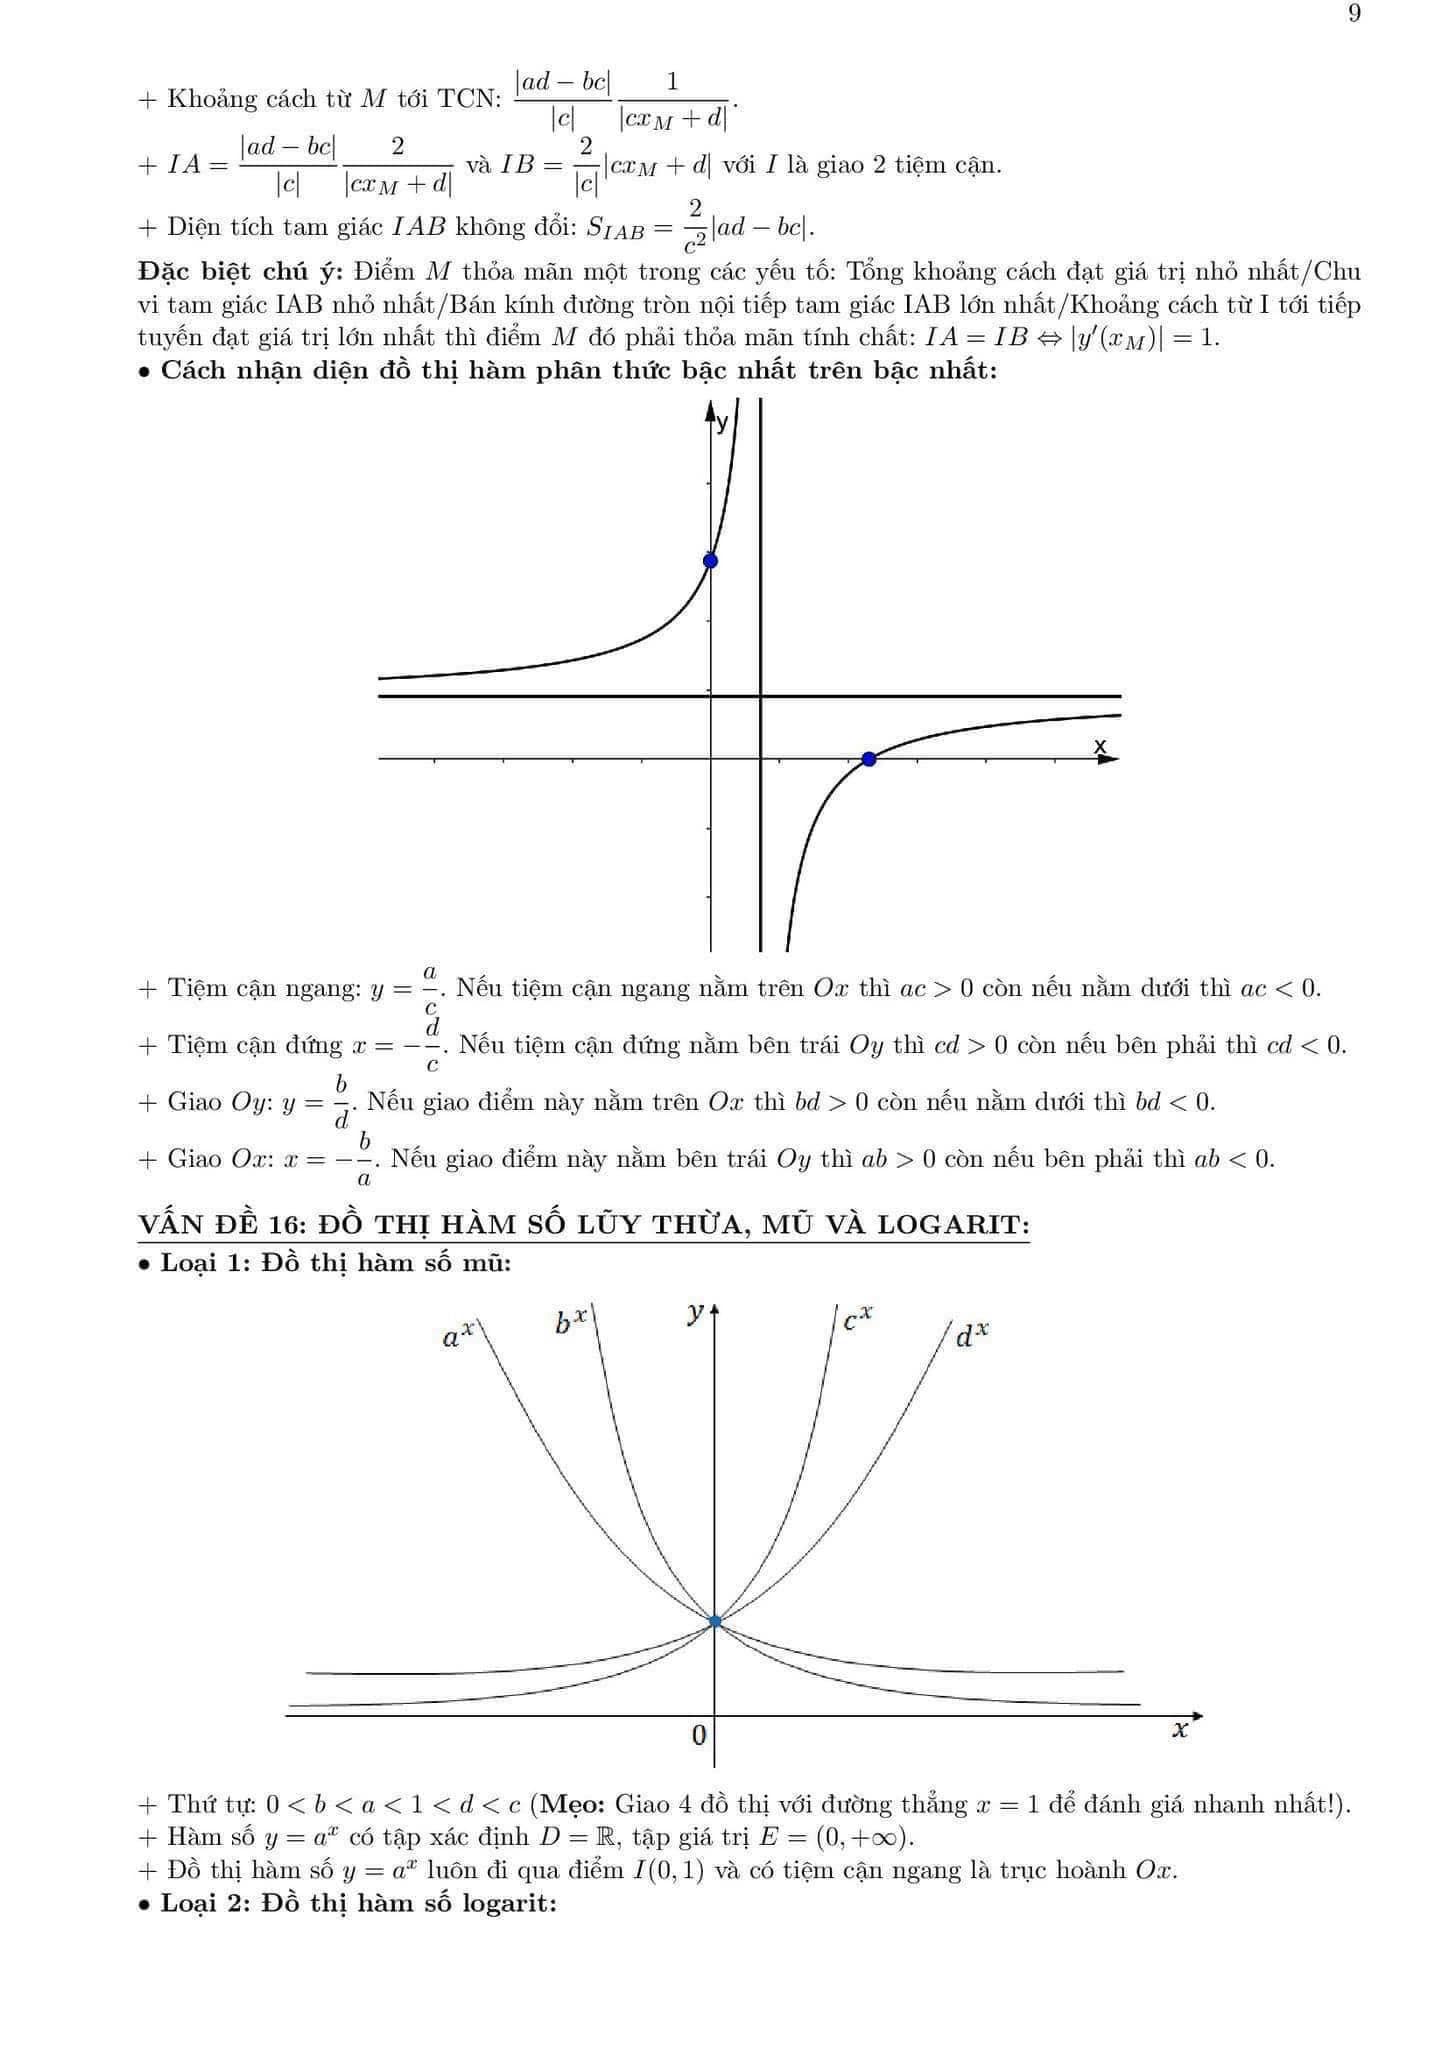 9
+ Khoảng cách từ M tới TCN: \frac{|ad − bc|}{|c|} \frac{1}{|cx_M + d|}.
+ IA = \frac{|ad − bc|}{|c|} \frac{2}{|cx_M + d|} và IB = \frac{2}{|c|}|cx_M + d| với I là giao 2 tiệm cận.
+ Diện tích tam giác IAB không đổi: S_{IAB} = \frac{2}{c^2}|ad − bc|.
Đặc biệt chú ý: Điểm M thỏa mãn một trong các yếu tố: Tổng khoảng cách đạt giá trị nhỏ nhất/Chu
vi tam giác IAB nhỏ nhất/Bán kính đường tròn nội tiếp tam giác IAB lớn nhất/Khoảng cách từ I tới tiếp
tuyến đạt giá trị lớn nhất thì điểm M đó phải thỏa mãn tính chất: IA = IB ⇔ |y′(x_M)| = 1.
• Cách nhận diện đồ thị hàm phân thức bậc nhất trên bậc nhất:
y
x
+ Tiệm cận ngang: y = \frac{a}{c}. Nếu tiệm cận ngang nằm trên Ox thì ac > 0 còn nếu nằm dưới thì ac < 0.
+ Tiệm cận đứng x = −\frac{d}{c}. Nếu tiệm cận đứng nằm bên trái Oy thì cd > 0 còn nếu bên phải thì cd < 0.
+ Giao Oy: y = \frac{b}{d}. Nếu giao điểm này nằm trên Ox thì bd > 0 còn nếu nằm dưới thì bd < 0.
+ Giao Ox: x = −\frac{b}{a}. Nếu giao điểm này nằm bên trái Oy thì ab > 0 còn nếu bên phải thì ab < 0.
VẤN ĐỀ 16: ĐỒ THỊ HÀM SỐ LŨY THỪA, MŨ VÀ LOGARIT:
• Loại 1: Đồ thị hàm số mũ:
a^x b^x y c^x d^x
0 x
+ Thứ tự: 0 < b < a < 1 < d < c (Mẹo: Giao 4 đồ thị với đường thẳng x = 1 để đánh giá nhanh nhất!).
+ Hàm số y = a^x có tập xác định D = ℝ, tập giá trị E = (0, +∞).
+ Đồ thị hàm số y = a^x luôn đi qua điểm I(0, 1) và có tiệm cận ngang là trục hoành Ox.
• Loại 2: Đồ thị hàm số logarit: